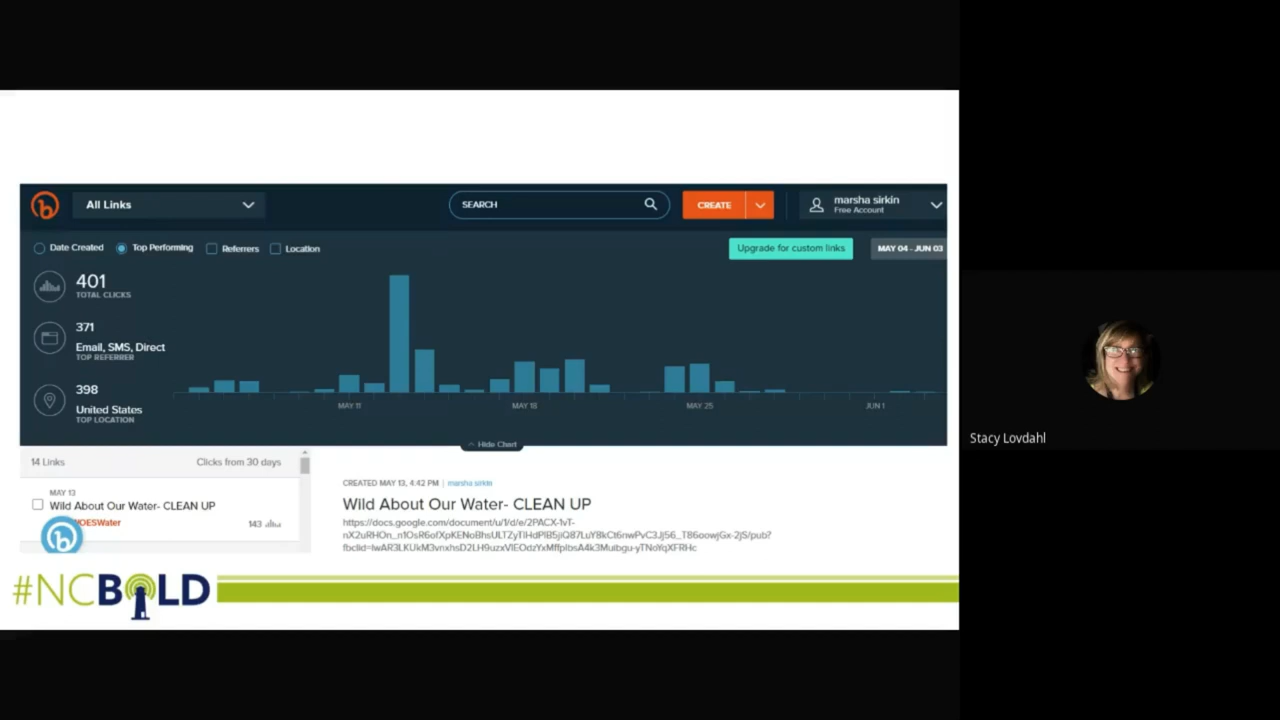 All Links
SEARCH
CREATE
marsha sirkin
Free Account
Date Created
Top Performing
Referrers
Location
Upgrade for custom links
MAY 04 - JUN 03
401
TOTAL CLICKS
371
Email, SMS, Direct
TOP REFERRER
398
United States
TOP LOCATION
MAY 11
MAY 18
MAY 25
JUN 1
Hide Chart
14 Links
Clicks from 30 days
MAY 13
Wild About Our Water- CLEAN UP
143
CREATED MAY 13, 4:42 PM | marsha sirkin
Wild About Our Water- CLEAN UP
#NCBOLD
Stacy Lovdahl